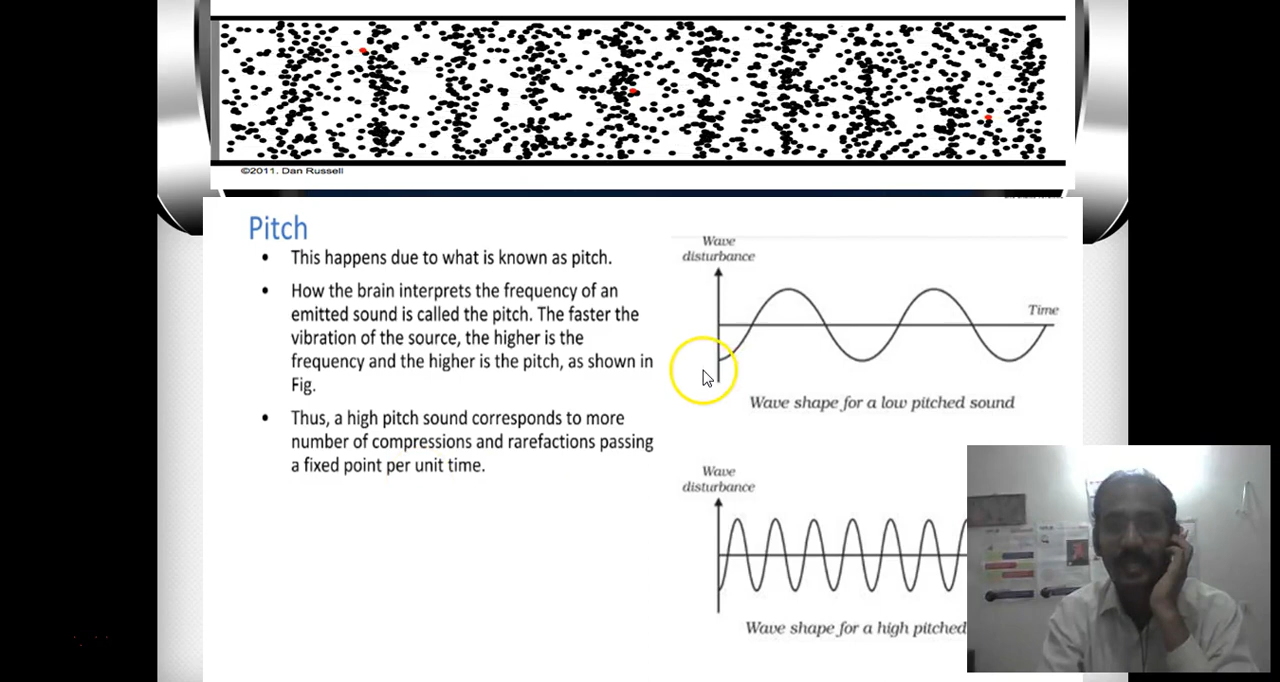 ©2011. Dan Russell
Pitch
• This happens due to what is known as pitch.
• How the brain interprets the frequency of an
emitted sound is called the pitch. The faster the
vibration of the source, the higher is the
frequency and the higher is the pitch, as shown in
Fig.
• Thus, a high pitch sound corresponds to more
number of compressions and rarefactions passing
a fixed point per unit time.
Wave
disturbance
Time
Wave shape for a low pitched sound
Wave
disturbance
Wave shape for a high pitched